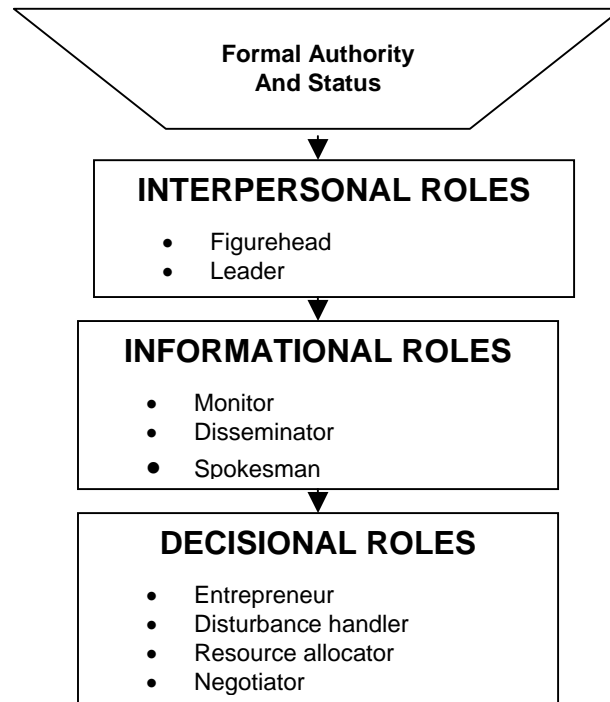 Formal Authority
And Status
INTERPERSONAL ROLES
• Figurehead
• Leader
INFORMATIONAL ROLES
• Monitor
• Disseminator
• Spokesman
DECISIONAL ROLES
• Entrepreneur
• Disturbance handler
• Resource allocator
• Negotiator